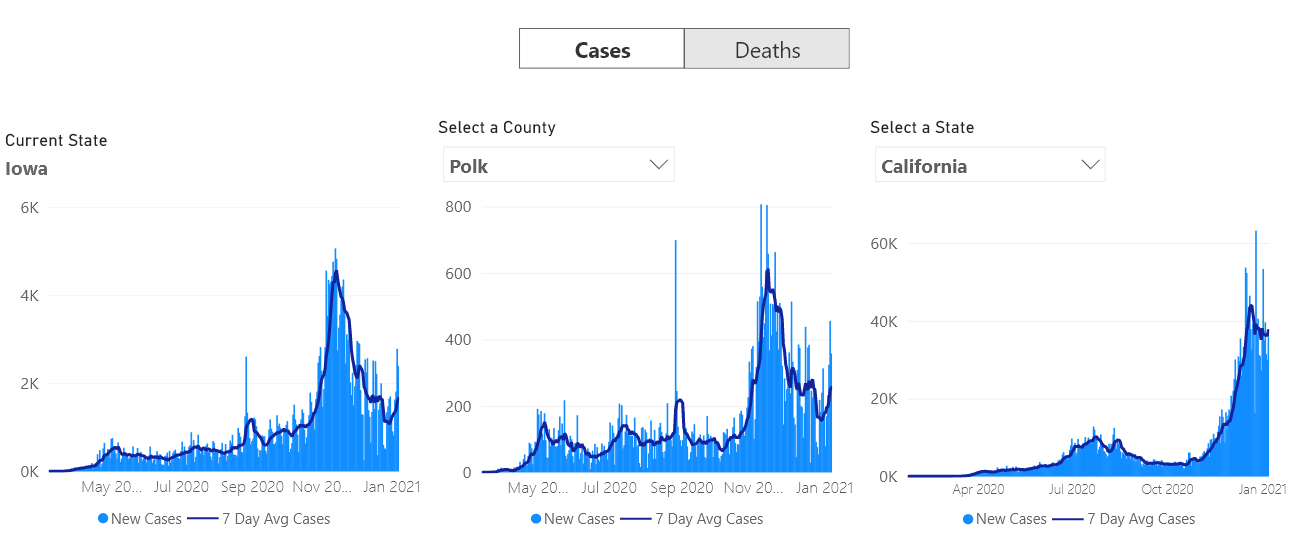 Cases Deaths
Current State
Iowa
6K
4K
2K
0K
May 20... Jul 2020 Sep 2020 Nov 20... Jan 2021
New Cases 7 Day Avg Cases
Select a County
Polk
800
600
400
200
0
May 20... Jul 2020 Sep 2020 Nov 20... Jan 2021
New Cases 7 Day Avg Cases
Select a State
California
60K
40K
20K
0K
Apr 2020 Jul 2020 Oct 2020 Jan 2021
New Cases 7 Day Avg Cases